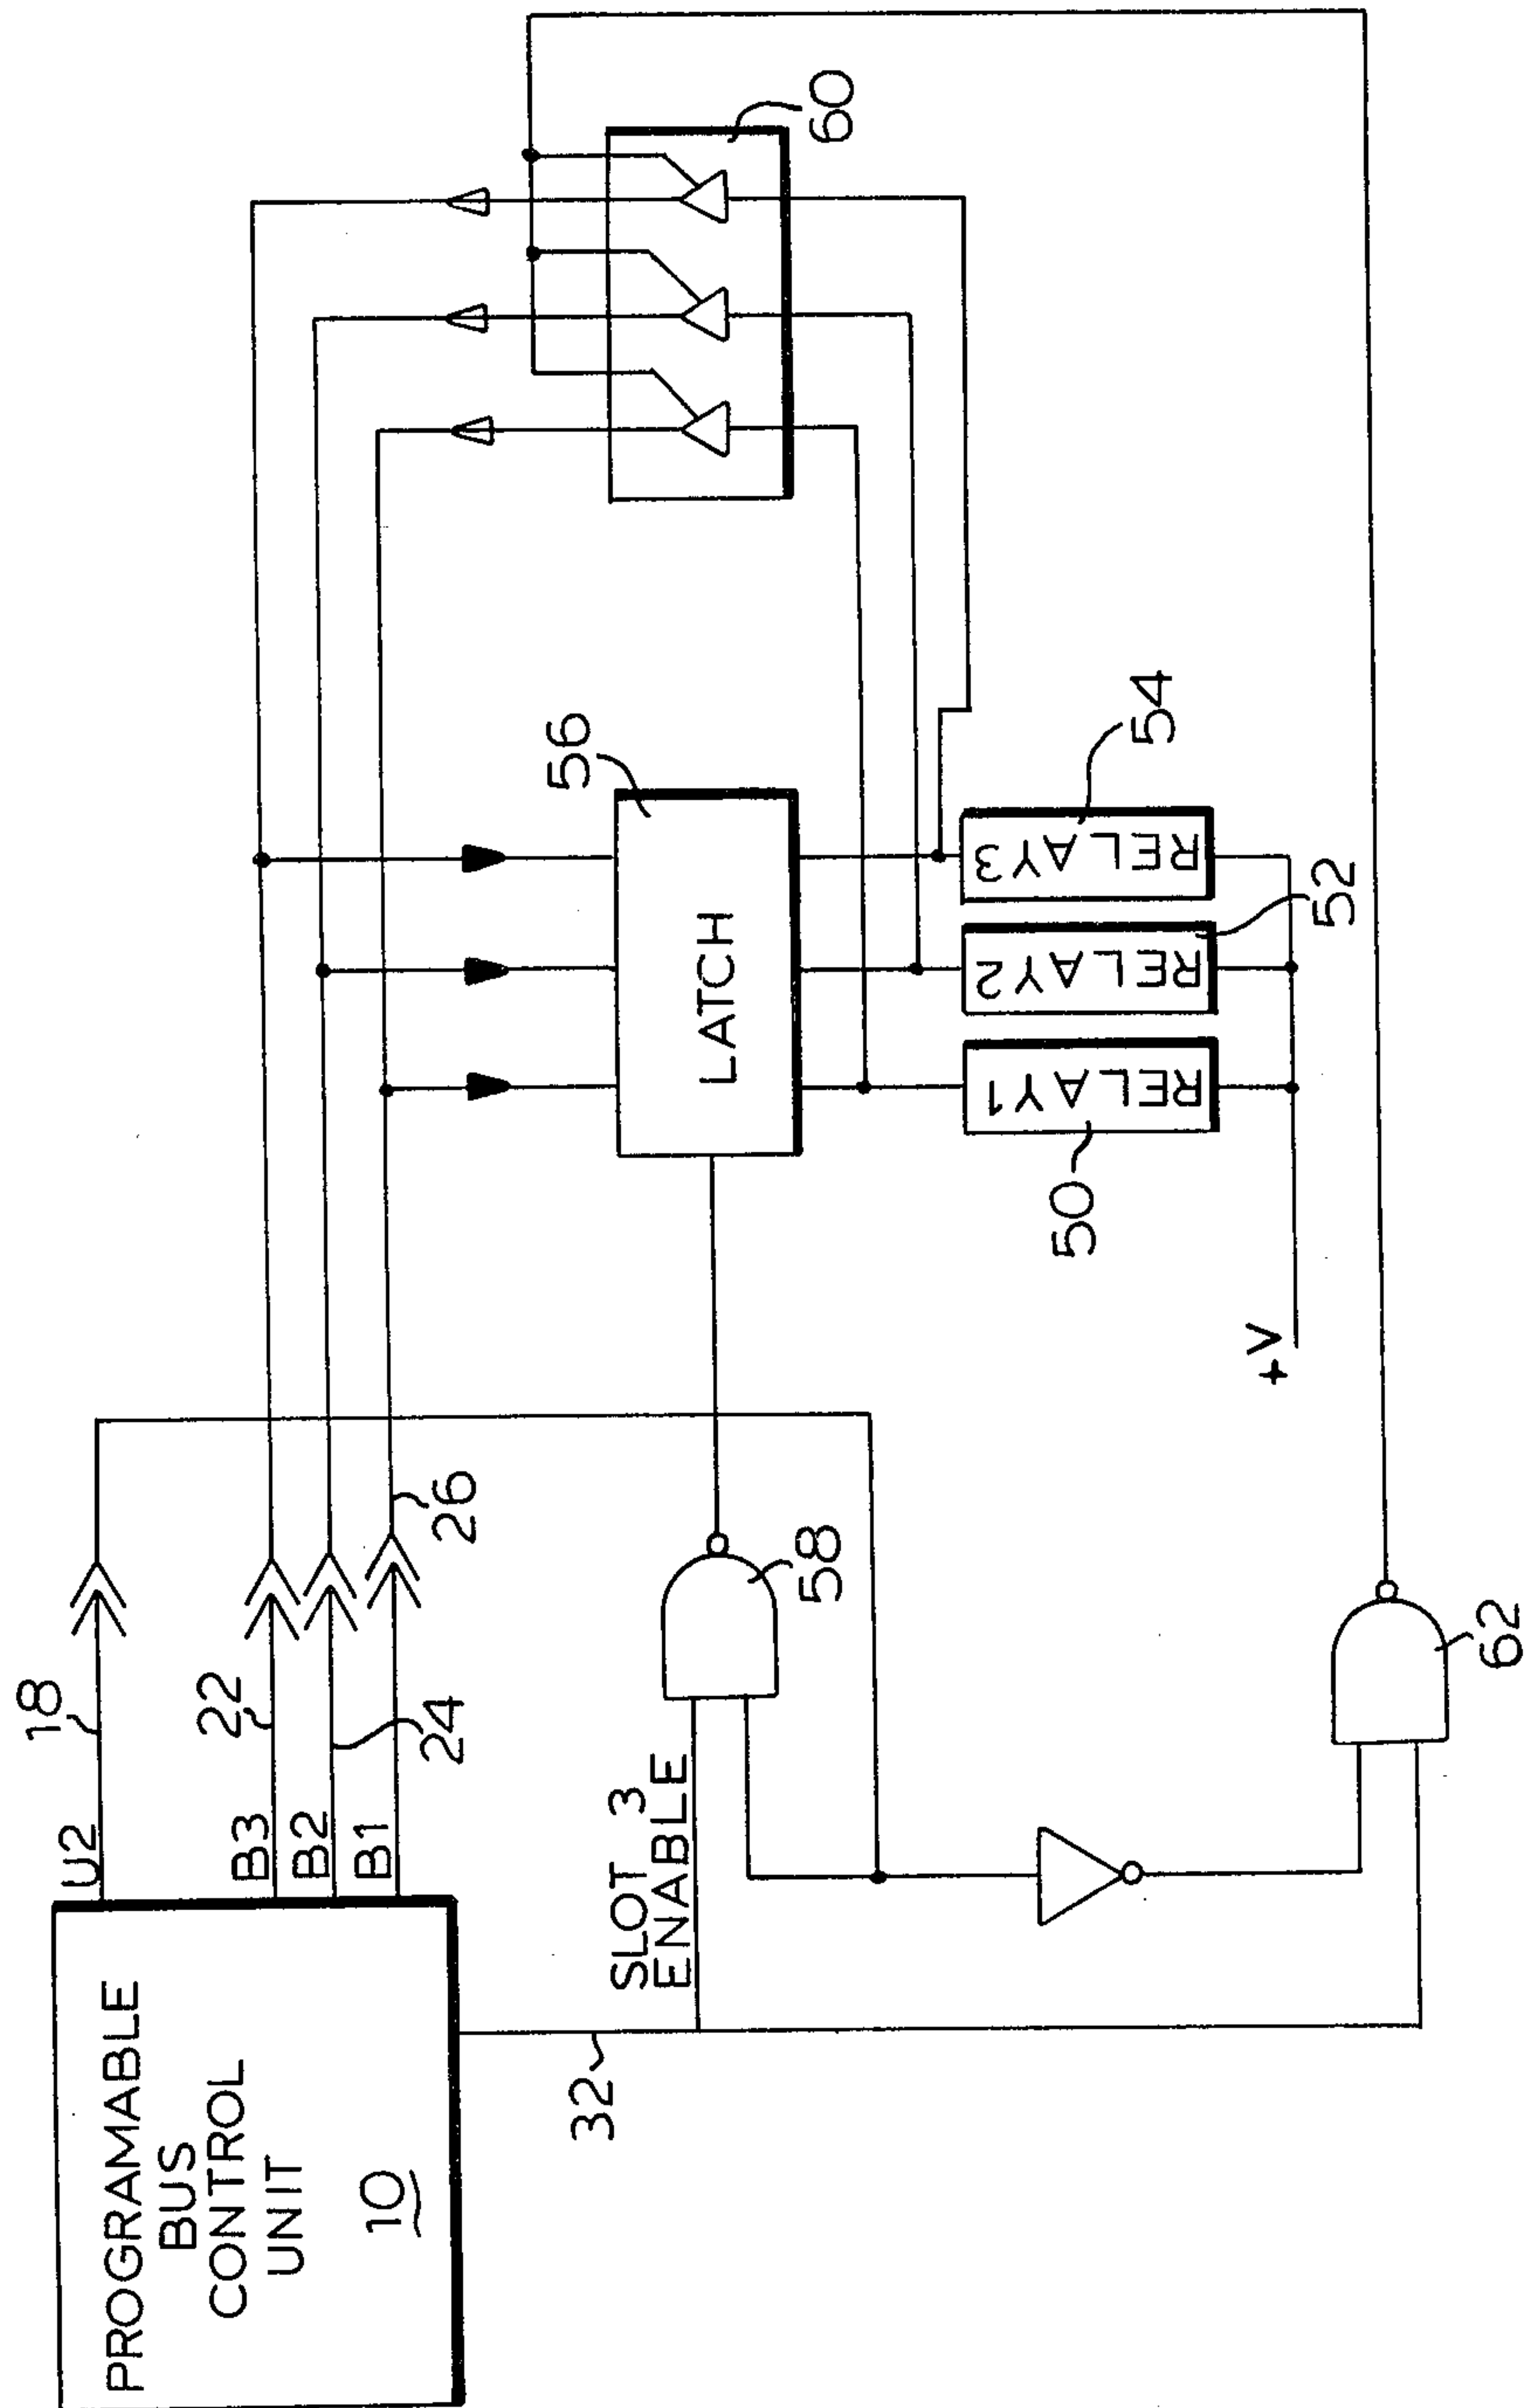 PROGRAMABLE
BUS
CONTROL
UNIT
10
U2
18
B3
22
B2
24
B1
26
32
SLOT 3
ENABLE
58
62
LATCH
56
RELAY1
50
RELAY2
52
RELAY3
54
+V
60